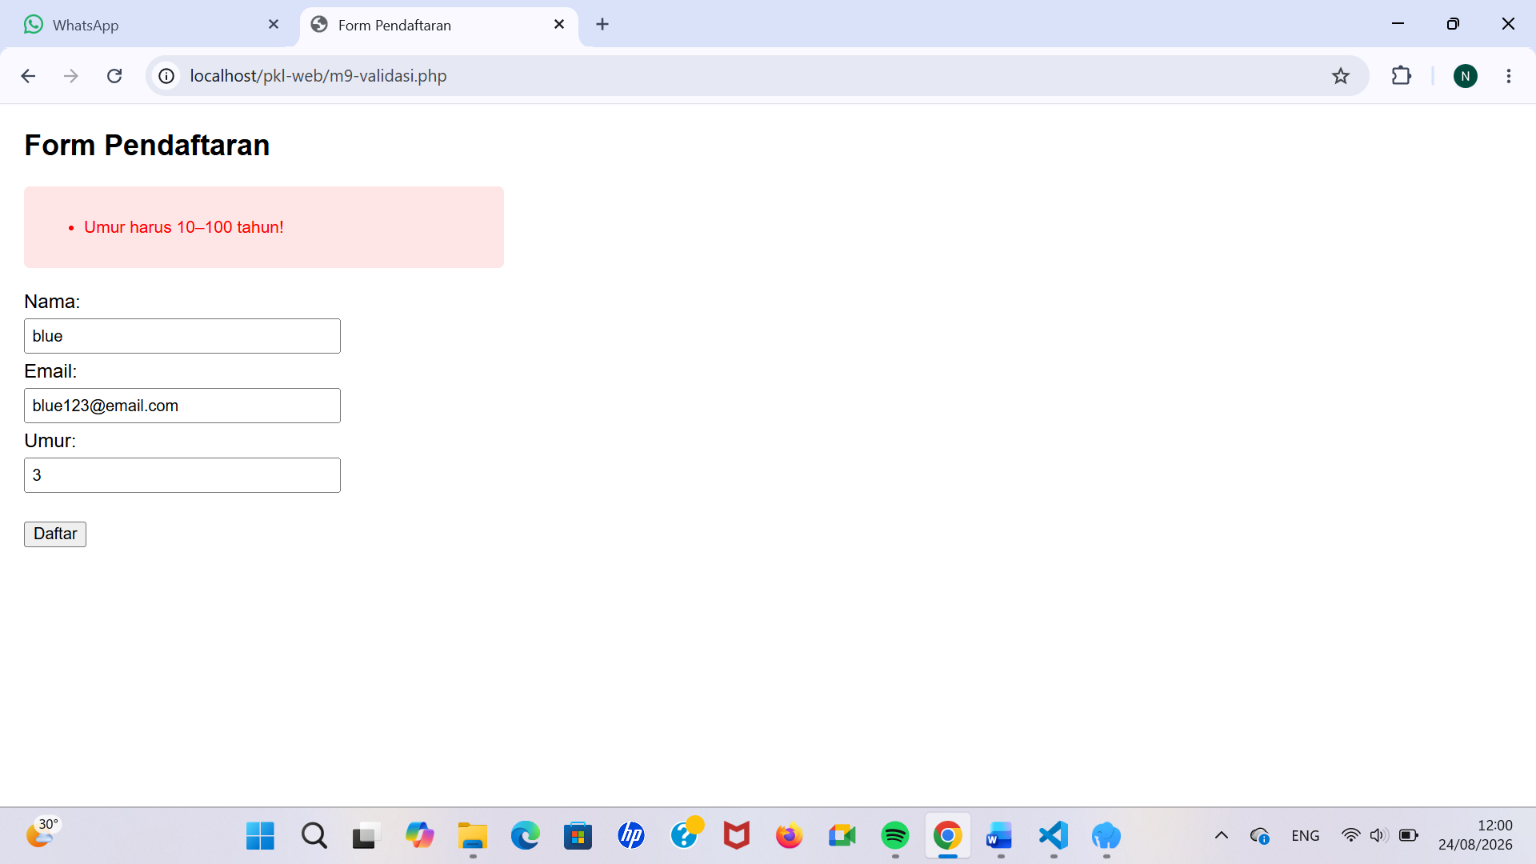 WhatsApp
Form Pendaftaran
localhost/pkl-web/m9-validasi.php
N
Form Pendaftaran
Umur harus 10–100 tahun!
Nama:
blue
Email:
blue123@email.com
Umur:
3
Daftar
30°
hp
?
W
ENG
12:00
24/08/2026